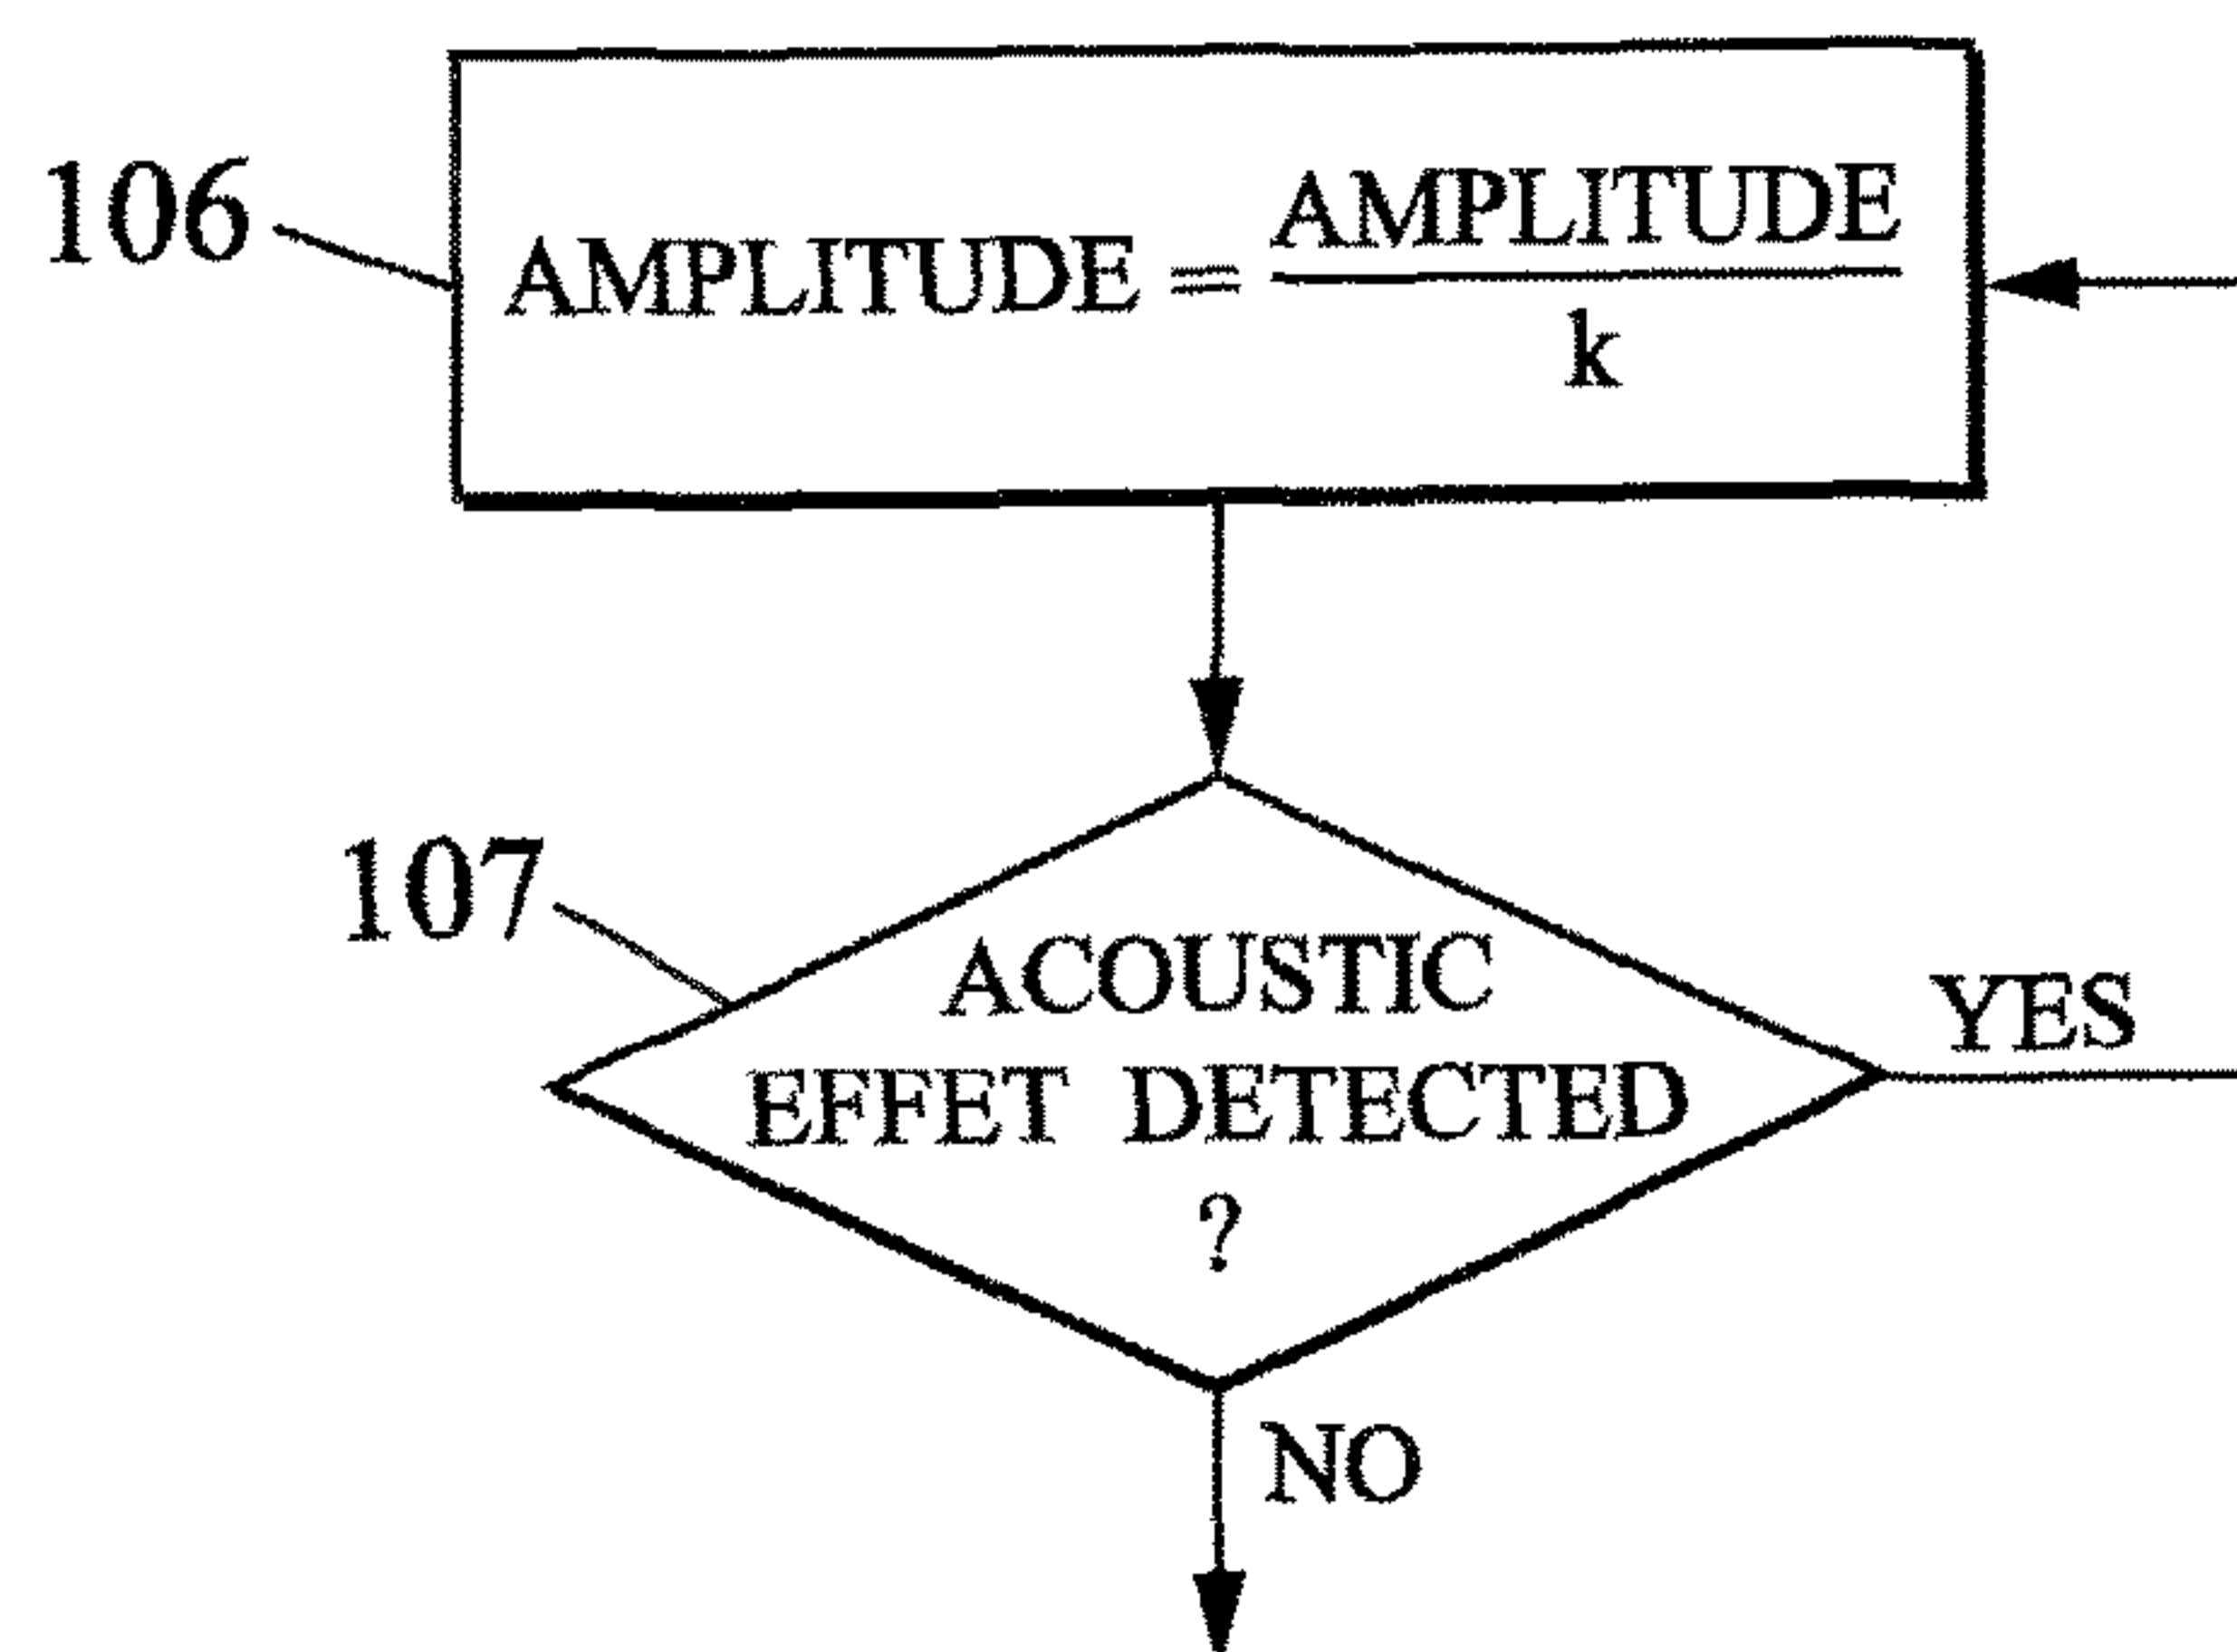 106
AMPLITUDE = AMPLITUDE
k
107
ACOUSTIC
EFFET DETECTED
?
YES
NO